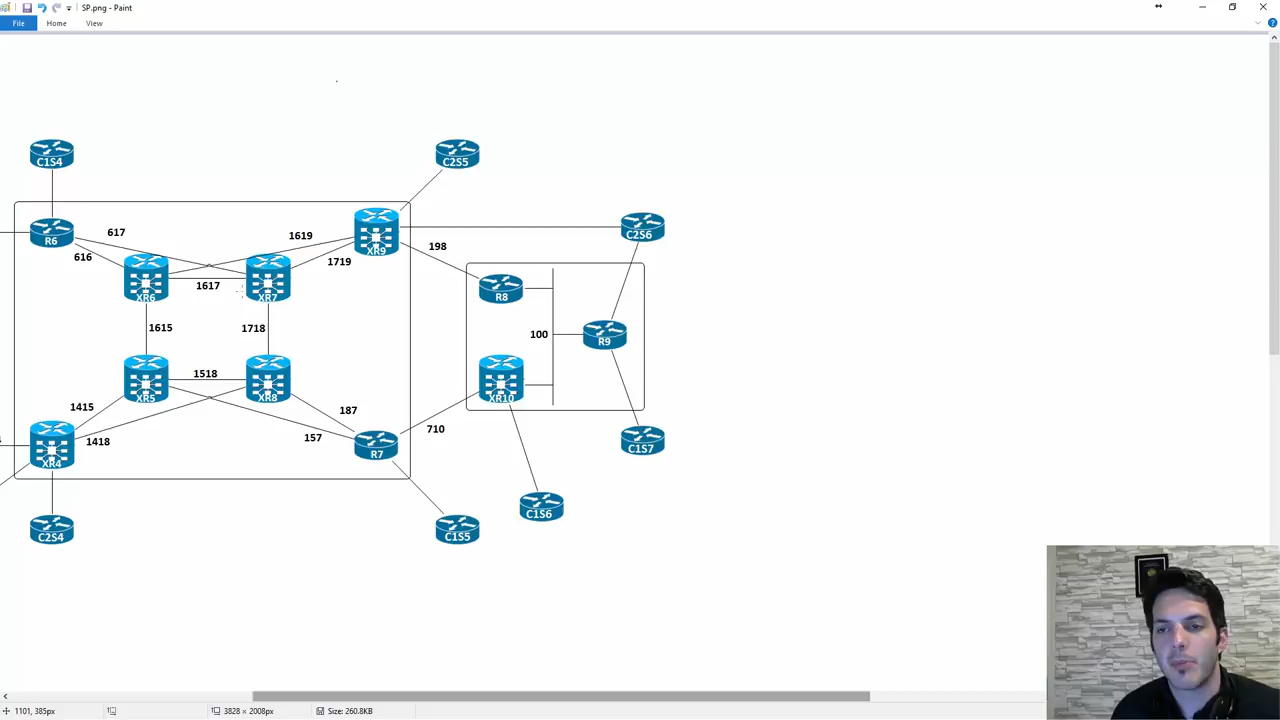 SP.png - Paint
File Home View
C1S4
C2S5
R6
617
616
1619
1719
XR9
198
C2S6
XR6
1617
XR7
R8
1615
1718
100
R9
XR5
1518
XR8
XR10
1415
1418
187
157
710
XR4
R7
C1S7
C1S6
C2S4
C1S5
1101, 385px
3828 × 2008px
Size: 260.8KB